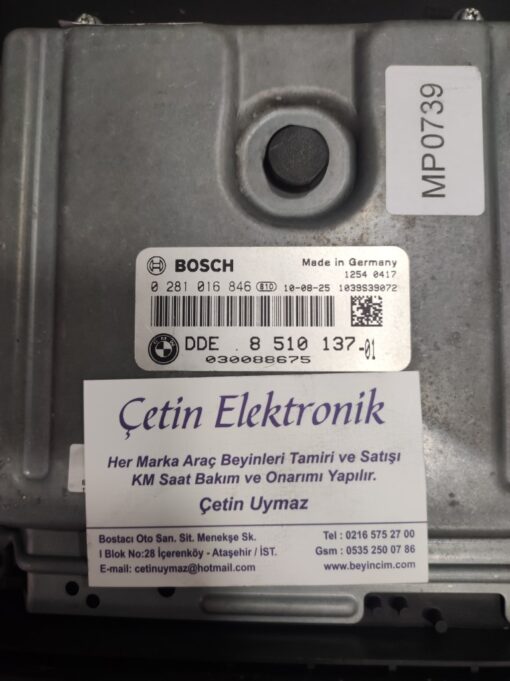 MP0739
BOSCH
Made in Germany
1254 0417
0 281 016 846 81D 10-08-25 1039S39072
DDE . 8 510 137-01
030088675
Çetin Elektronik
Her Marka Araç Beyinleri Tamiri ve Satışı
KM Saat Bakım ve Onarımı Yapılır.
Çetin Uymaz
Bostacı Oto San. Sit. Menekşe Sk.
I Blok No:28 İçerenköy - Ataşehir / İST.
E-mail: cetinuymaz@hotmail.com
Tel : 0216 575 27 00
Gsm : 0535 250 07 86
www.beyincim.com